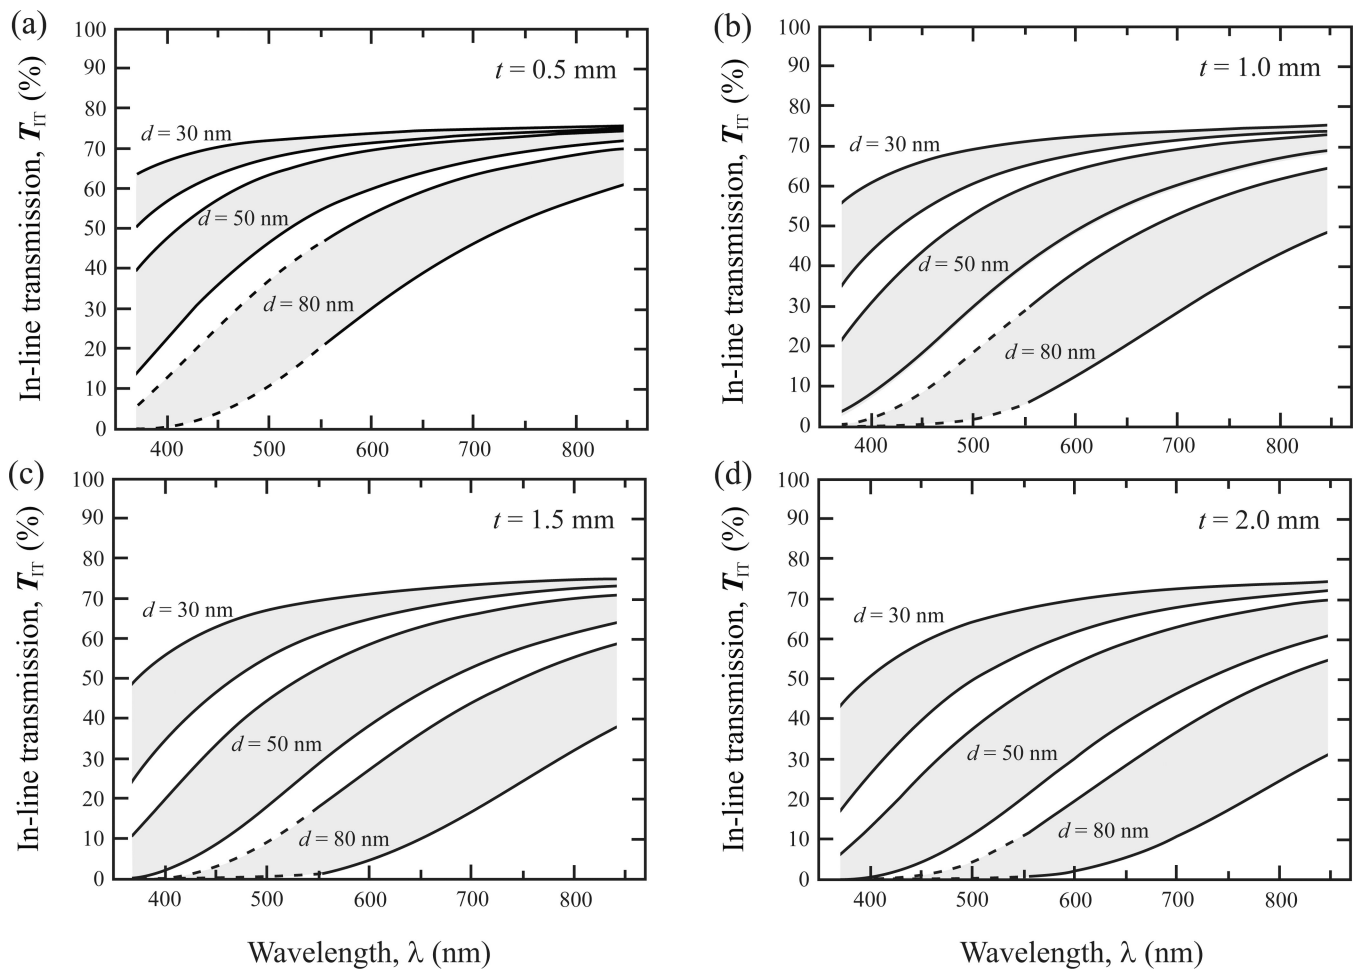 (a)
100
90
80
70
60
50
40
30
20
10
0
In-line transmission, T_IT (%)
t = 0.5 mm
d = 30 nm
d = 50 nm
d = 80 nm
400 500 600 700 800
(b)
100
90
80
70
60
50
40
30
20
10
0
In-line transmission, T_IT (%)
t = 1.0 mm
d = 30 nm
d = 50 nm
d = 80 nm
400 500 600 700 800
(c)
100
90
80
70
60
50
40
30
20
10
0
In-line transmission, T_IT (%)
t = 1.5 mm
d = 30 nm
d = 50 nm
d = 80 nm
400 500 600 700 800
Wavelength, λ (nm)
(d)
100
90
80
70
60
50
40
30
20
10
0
In-line transmission, T_IT (%)
t = 2.0 mm
d = 30 nm
d = 50 nm
d = 80 nm
400 500 600 700 800
Wavelength, λ (nm)